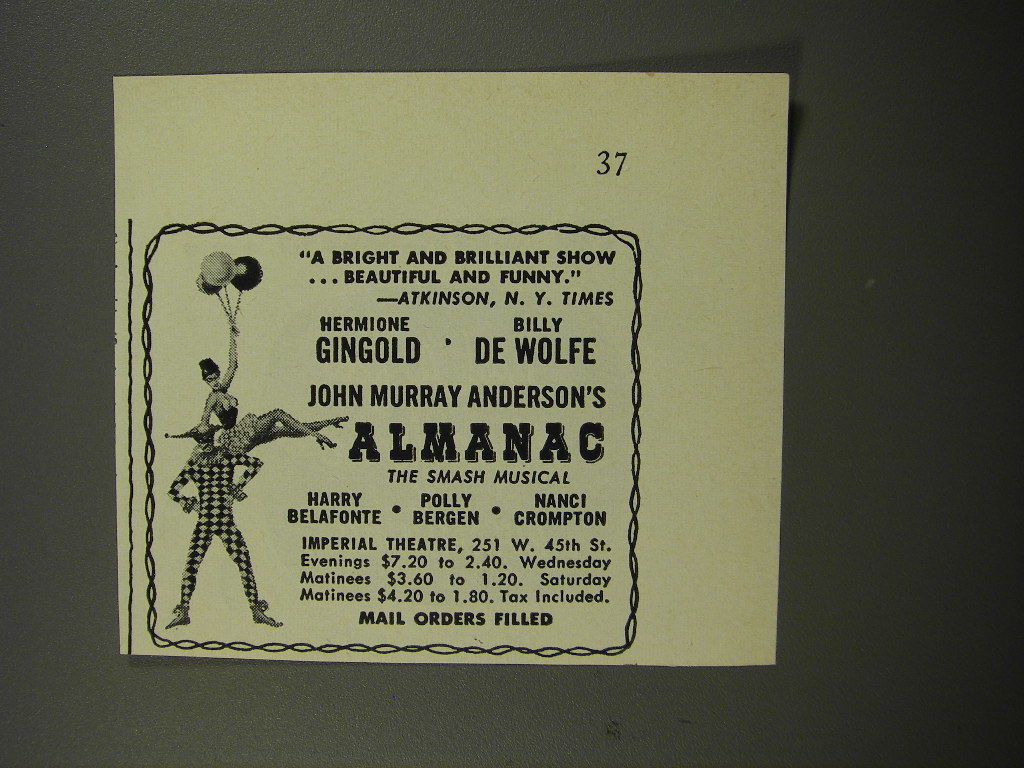 37
"A BRIGHT AND BRILLIANT SHOW
... BEAUTIFUL AND FUNNY."
—ATKINSON, N. Y. TIMES
HERMIONE BILLY
GINGOLD · DE WOLFE
JOHN MURRAY ANDERSON'S
ALMANAC
THE SMASH MUSICAL
HARRY POLLY NANCI
BELAFONTE • BERGEN • CROMPTON
IMPERIAL THEATRE, 251 W. 45th St.
Evenings $7.20 to 2.40. Wednesday
Matinees $3.60 to 1.20. Saturday
Matinees $4.20 to 1.80. Tax Included.
MAIL ORDERS FILLED